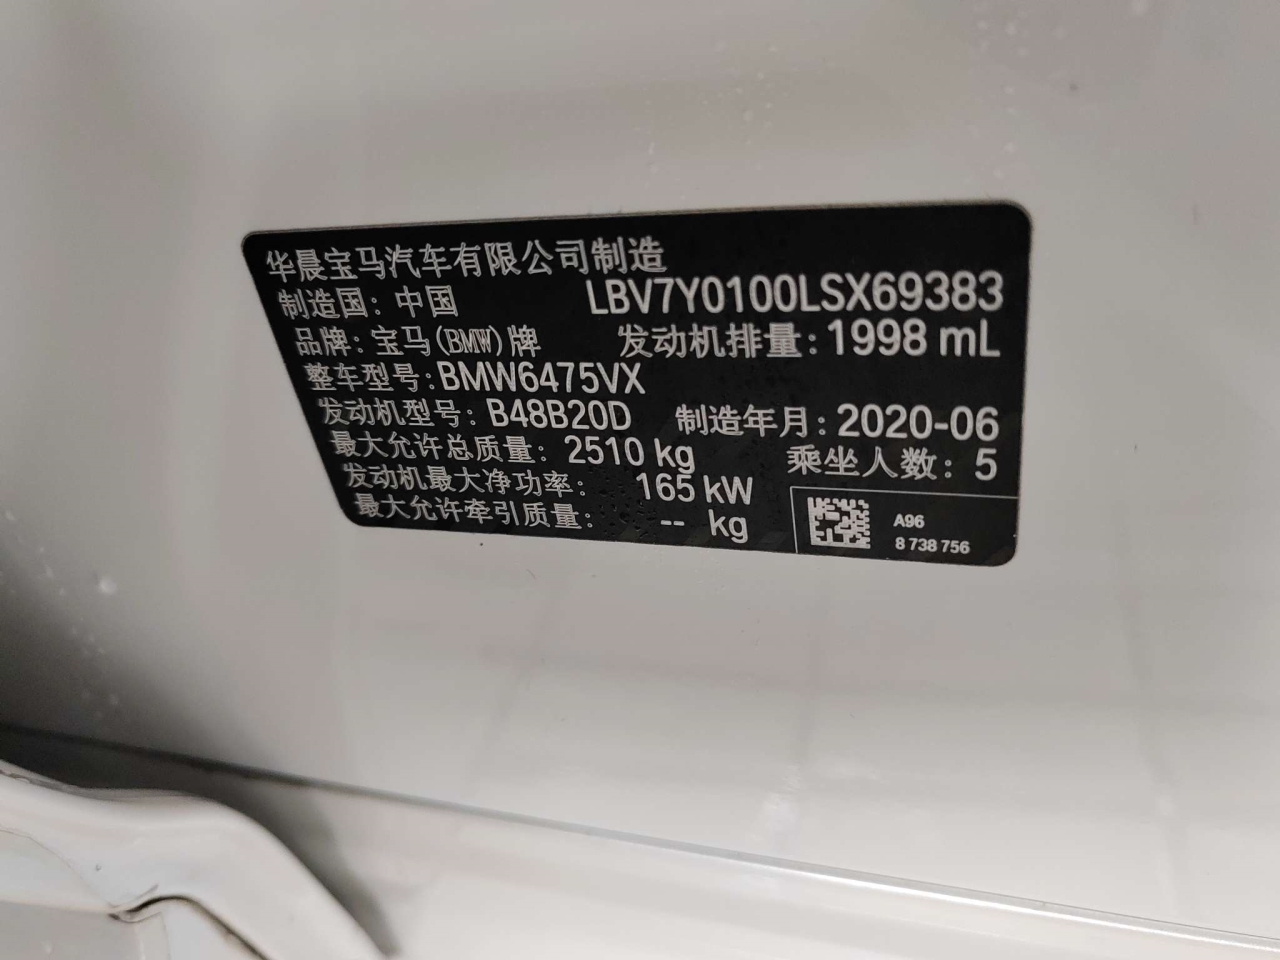 华晨宝马汽车有限公司制造
制造国: 中国 LBV7Y0100LSX69383
品牌: 宝马(BMW)牌 发动机排量: 1998 mL
整车型号: BMW6475VX
发动机型号: B48B20D 制造年月: 2020-06
最大允许总质量: 2510 kg 乘坐人数: 5
发动机最大净功率: 165 kW
最大允许牵引质量: -- kg
A96
8 738 756